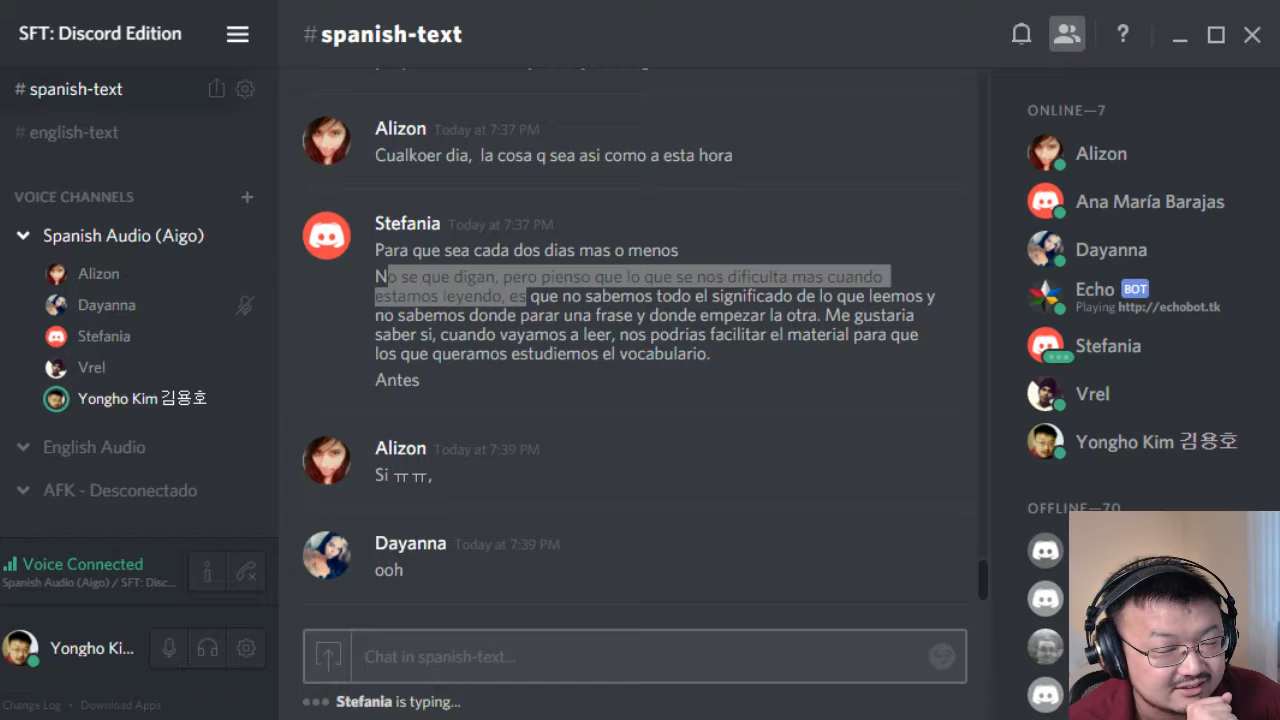 SFT: Discord Edition
# spanish-text
# english-text
VOICE CHANNELS
Spanish Audio (Aigo)
Alizon
Dayanna
Stefania
Vrel
Yongho Kim 김용호
English Audio
AFK - Desconectado
Voice Connected
Spanish Audio (Aigo) / SFT: Disc...
Yongho Ki...
Change Log • Download Apps
# spanish-text
Alizon Today at 7:37 PM
Cualkoer dia, la cosa q sea asi como a esta hora
Stefania Today at 7:37 PM
Para que sea cada dos dias mas o menos
No se que digan, pero pienso que lo que se nos dificulta mas cuando
estamos leyendo, es que no sabemos todo el significado de lo que leemos y
no sabemos donde parar una frase y donde empezar la otra. Me gustaria
saber si, cuando vayamos a leer, nos podrias facilitar el material para que
los que queramos estudiemos el vocabulario.
Antes
Alizon Today at 7:39 PM
Si ㅠㅠ,
Dayanna Today at 7:39 PM
ooh
Chat in spanish-text...
Stefania is typing...
ONLINE—7
Alizon
Ana María Barajas
Dayanna
Echo BOT
Playing http://echobot.tk
Stefania
Vrel
Yongho Kim 김용호
OFFLINE—70